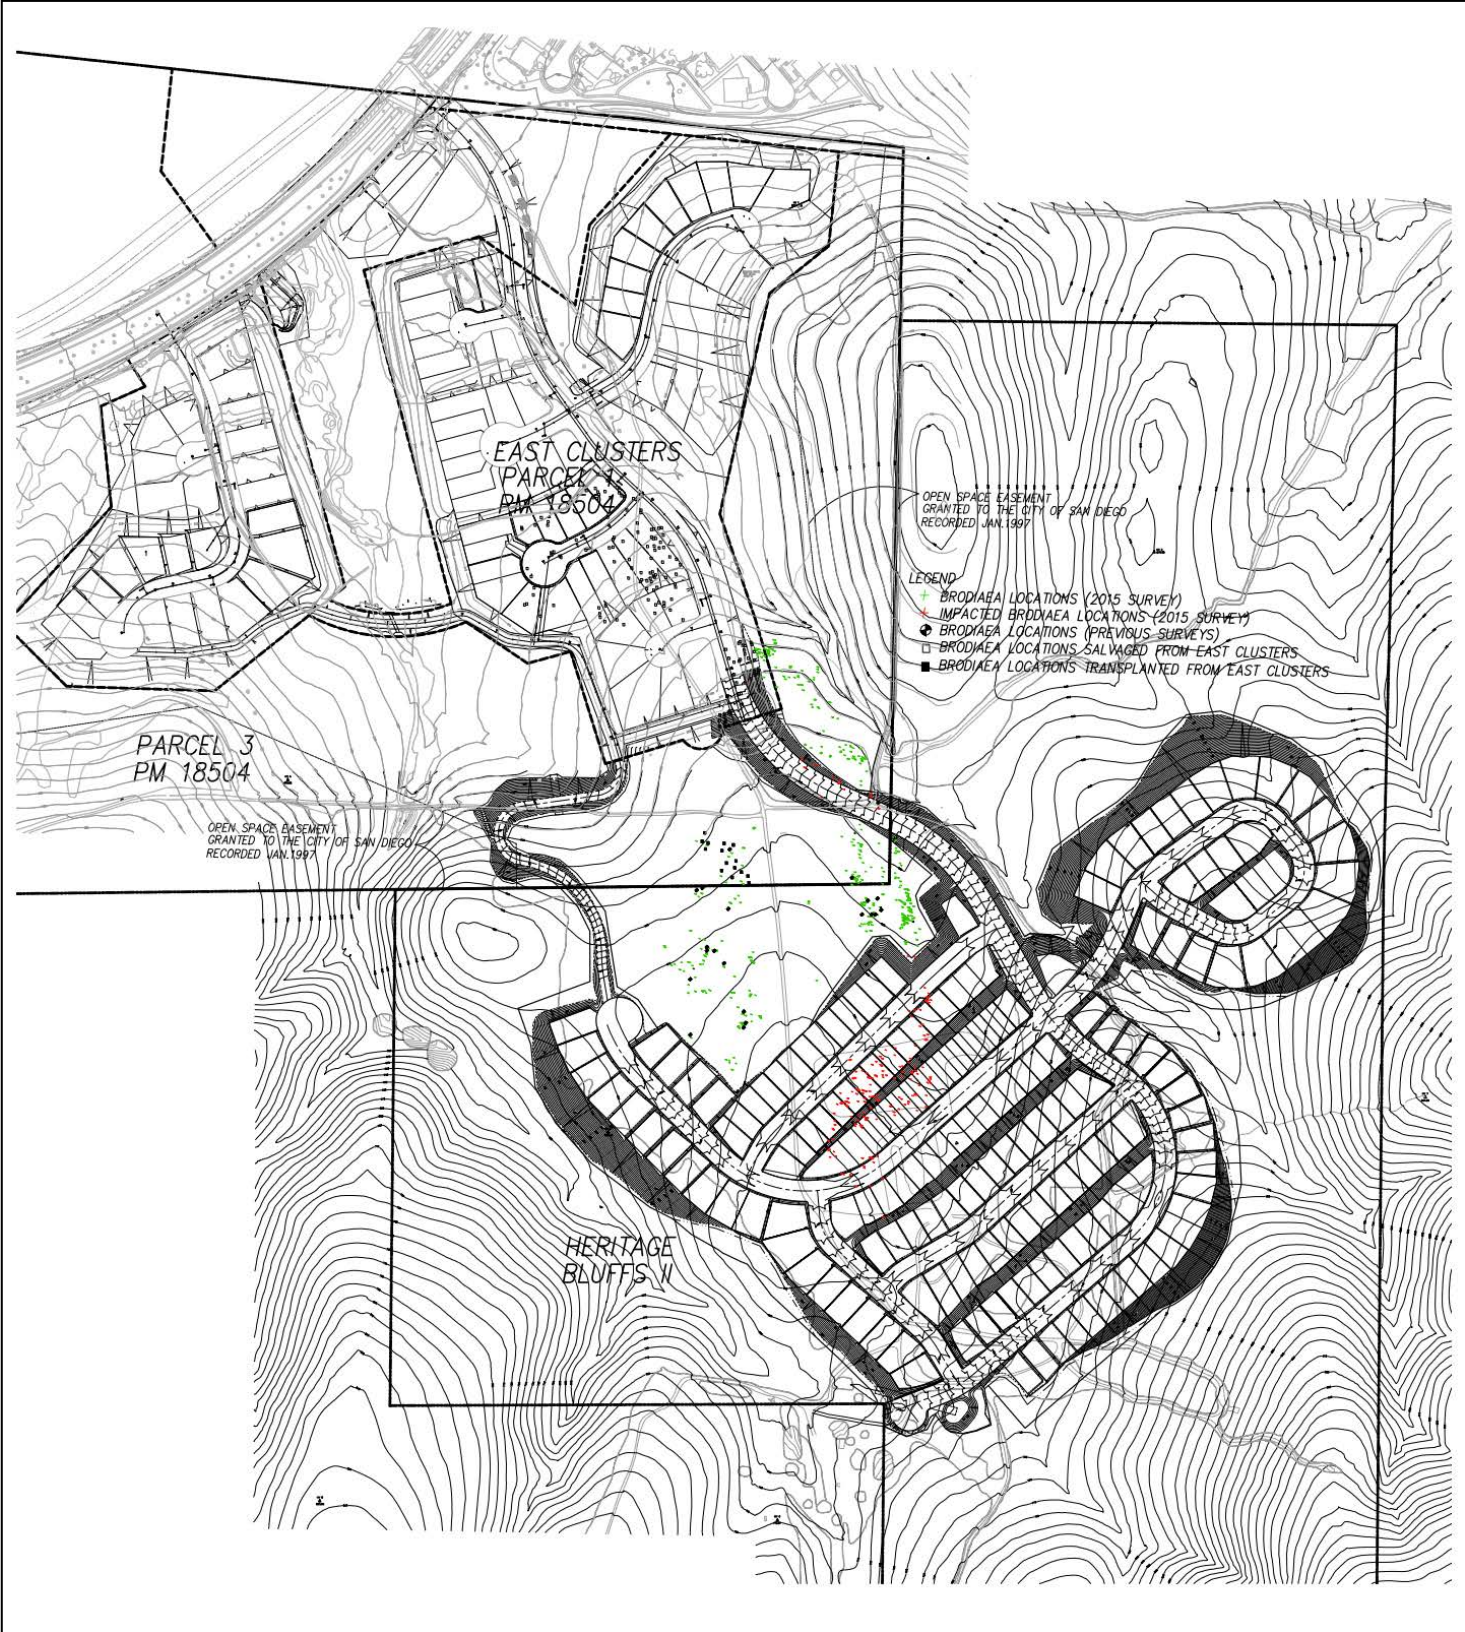 EAST CLUSTERS
PARCEL 1
PM 18504
OPEN SPACE EASEMENT
GRANTED TO THE CITY OF SAN DIEGO
RECORDED JAN.1997
LEGEND
BRODIAEA LOCATIONS (2015 SURVEY)
IMPACTED BRODIAEA LOCATIONS (2015 SURVEY)
BRODIAEA LOCATIONS (PREVIOUS SURVEYS)
BRODIAEA LOCATIONS SALVAGED FROM EAST CLUSTERS
BRODIAEA LOCATIONS TRANSPLANTED FROM EAST CLUSTERS
PARCEL 3
PM 18504
OPEN SPACE EASEMENT
GRANTED TO THE CITY OF SAN DIEGO
RECORDED JAN.1997
HERITAGE
BLUFFS II